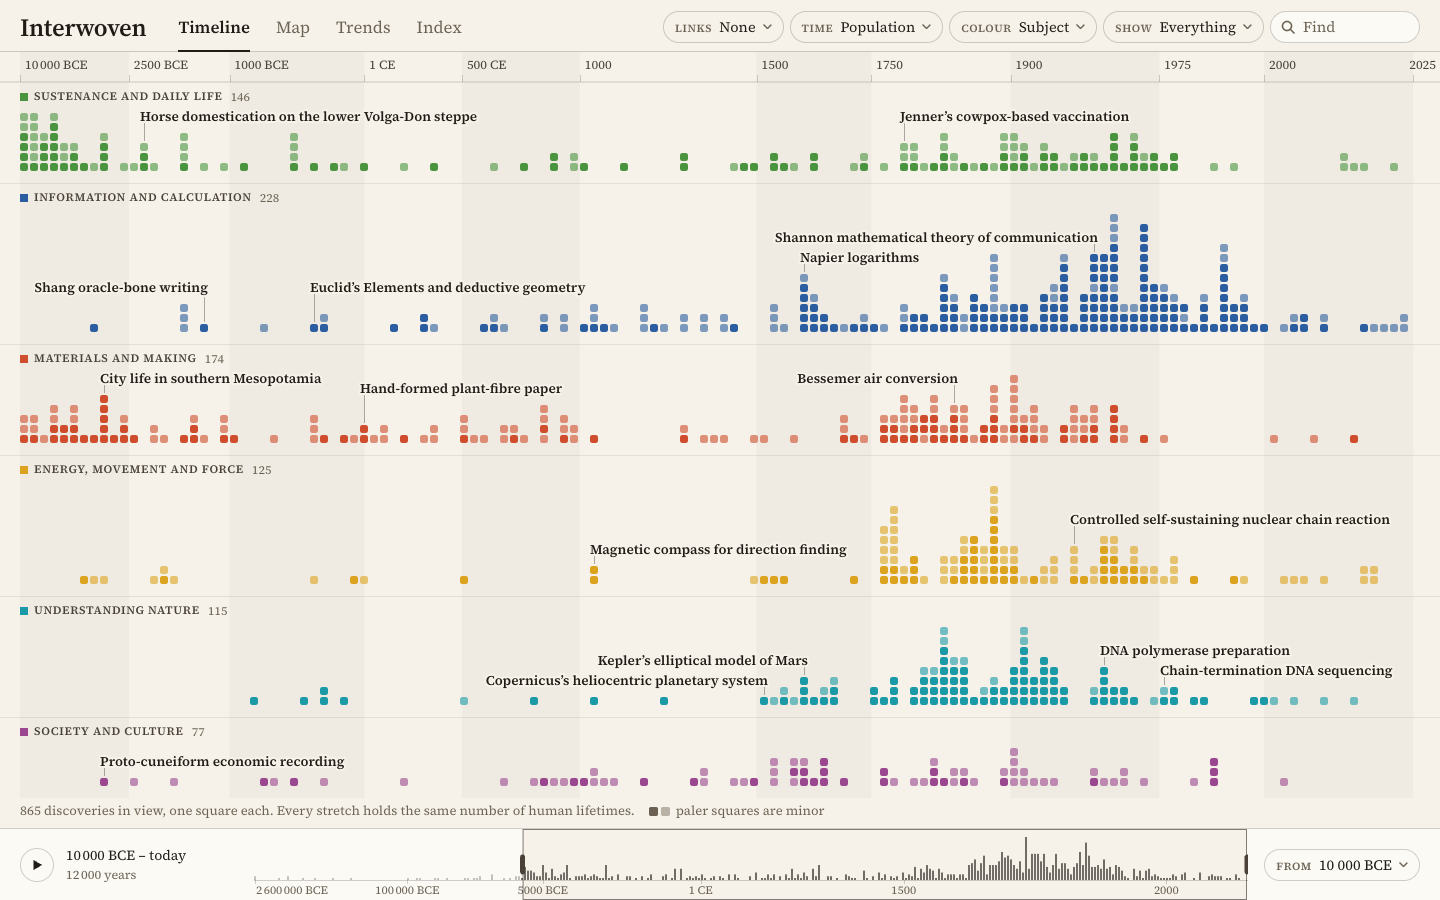 Interwoven
Timeline Map Trends Index
LINKS None TIME Population COLOUR Subject SHOW Everything Find
10 000 BCE 2500 BCE 1000 BCE 1 CE 500 CE 1000 1500 1750 1900 1975 2000 2025
SUSTENANCE AND DAILY LIFE 146
Horse domestication on the lower Volga-Don steppe Jenner’s cowpox-based vaccination
INFORMATION AND CALCULATION 228
Shannon mathematical theory of communication
Napier logarithms
Shang oracle-bone writing Euclid’s Elements and deductive geometry
MATERIALS AND MAKING 174
City life in southern Mesopotamia Bessemer air conversion
Hand-formed plant-fibre paper
ENERGY, MOVEMENT AND FORCE 125
Controlled self-sustaining nuclear chain reaction
Magnetic compass for direction finding
UNDERSTANDING NATURE 115
DNA polymerase preparation
Kepler’s elliptical model of Mars
Chain-termination DNA sequencing
Copernicus’s heliocentric planetary system
SOCIETY AND CULTURE 77
Proto-cuneiform economic recording
865 discoveries in view, one square each. Every stretch holds the same number of human lifetimes. paler squares are minor
10 000 BCE – today
12 000 years
FROM 10 000 BCE
2 600 000 BCE 100 000 BCE 5000 BCE 1 CE 1500 2000